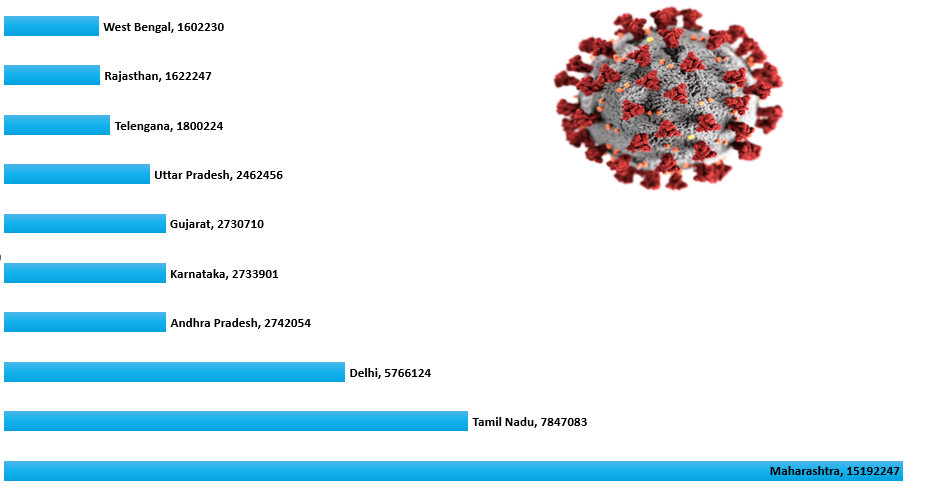 West Bengal, 1602230
Rajasthan, 1622247
Telengana, 1800224
Uttar Pradesh, 2462456
Gujarat, 2730710
Karnataka, 2733901
Andhra Pradesh, 2742054
Delhi, 5766124
Tamil Nadu, 7847083
Maharashtra, 15192247